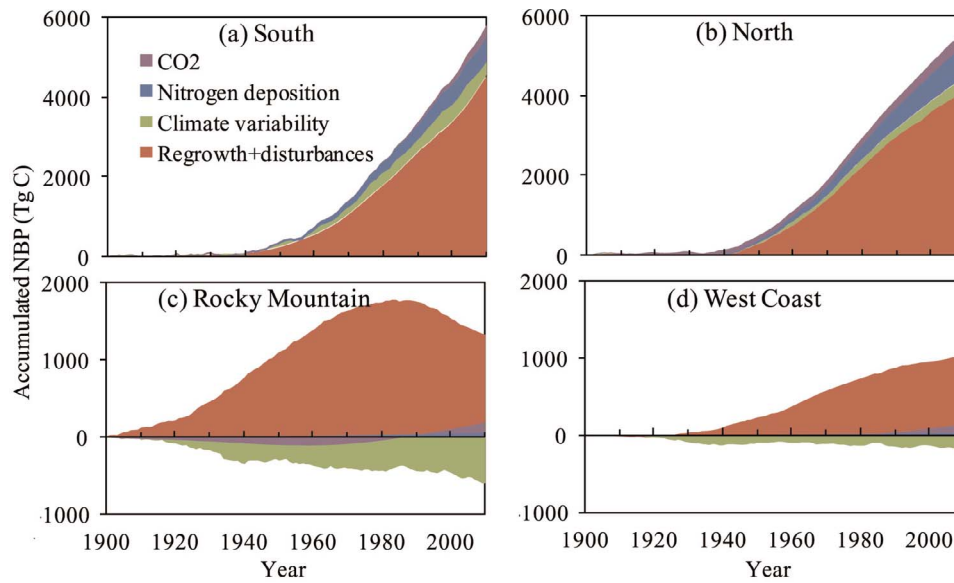 6000
4000
2000
0
(a) South
CO2
Nitrogen deposition
Climate variability
Regrowth+disturbances
6000
4000
2000
0
(b) North
Accumulated NBP (Tg C)
2000
1000
0
-1000
(c) Rocky Mountain
1900 1920 1940 1960 1980 2000
Year
2000
1000
0
-1000
(d) West Coast
1900 1920 1940 1960 1980 2000
Year